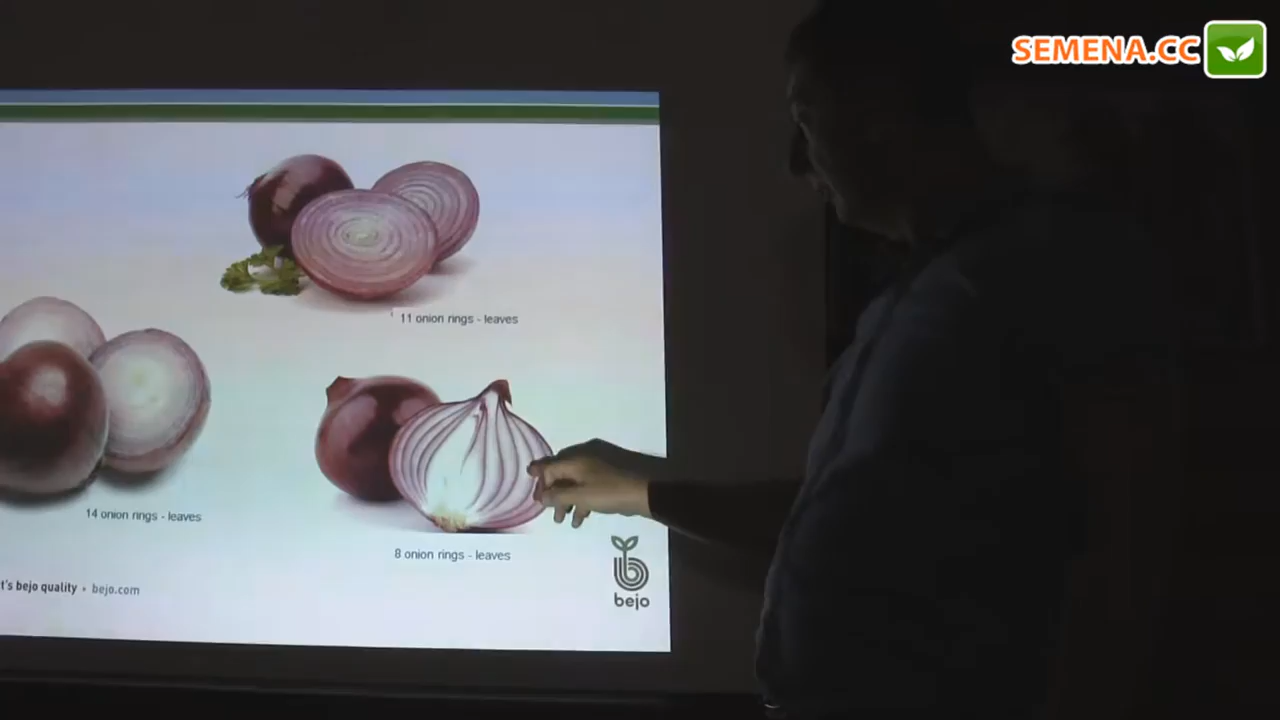 SEMENA.CC
11 onion rings - leaves
14 onion rings - leaves
8 onion rings - leaves
t's bejo quality • bejo.com
bejo